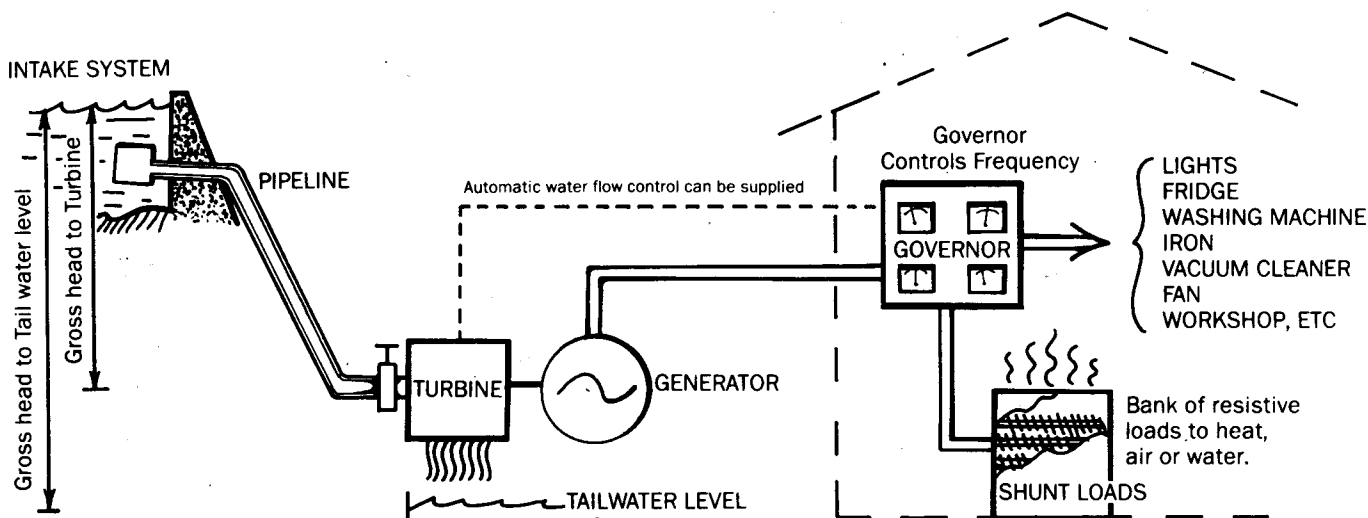 INTAKE SYSTEM
Gross head to Tail water level
Gross head to Turbine
PIPELINE
Automatic water flow control can be supplied
TURBINE
GENERATOR
TAILWATER LEVEL
Governor
Controls Frequency
GOVERNOR
LIGHTS
FRIDGE
WASHING MACHINE
IRON
VACUUM CLEANER
FAN
WORKSHOP, ETC
Bank of resistive
loads to heat,
air or water.
SHUNT LOADS